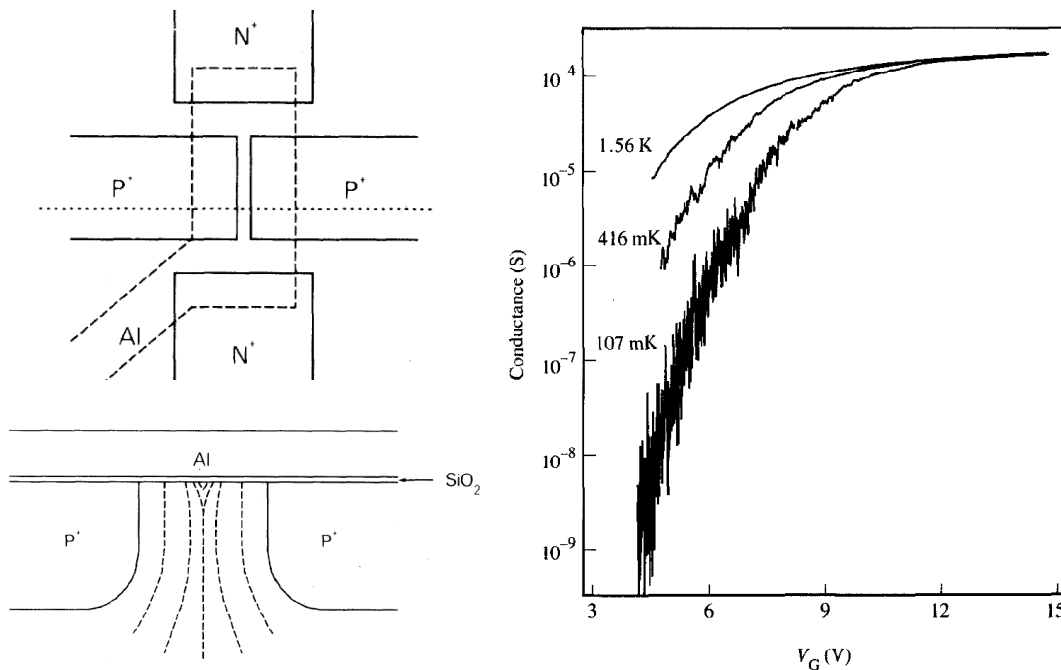 N⁺
P⁺ P⁺
Al
N⁺
Al
SiO₂
P⁺ P⁺
Conductance (S)
10⁻⁴
10⁻⁵
10⁻⁶
10⁻⁷
10⁻⁸
10⁻⁹
1.56 K
416 mK
107 mK
3 6 9 12 15
V_G (V)